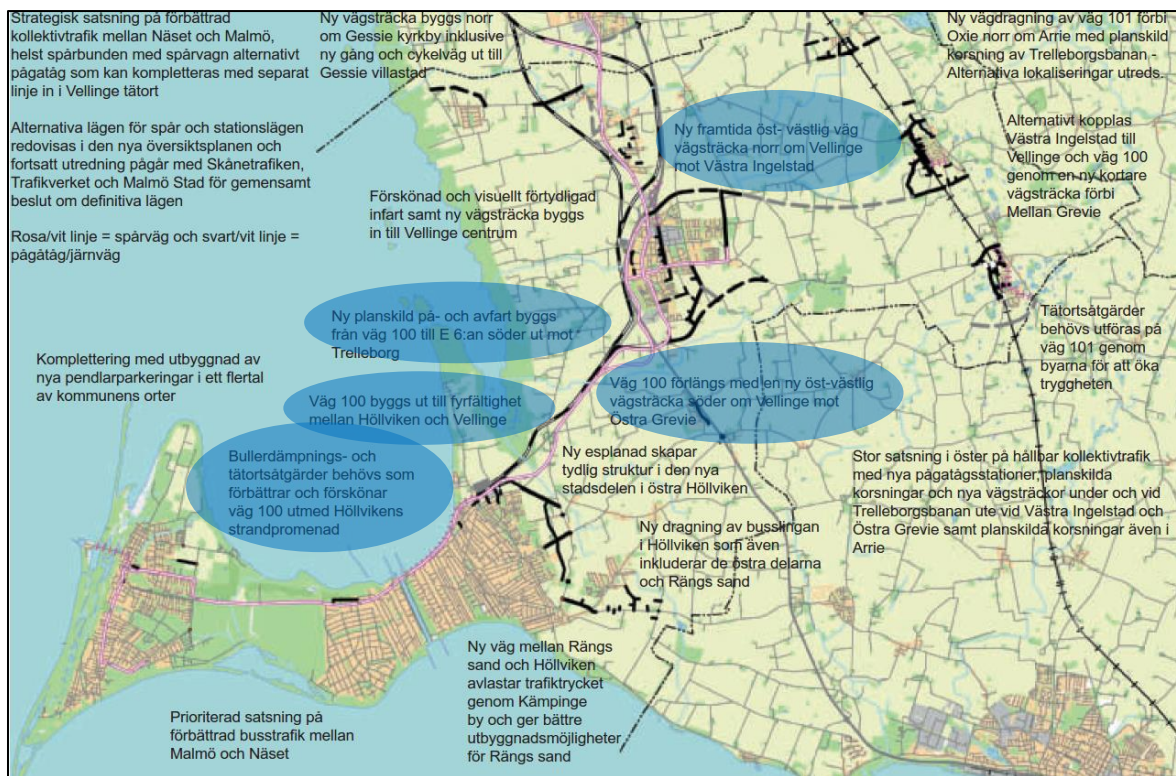 Strategisk satsning på förbättrad
kollektivtrafik mellan Näset och Malmö,
helst spårbunden med spårvagn alternativt
pågatåg som kan kompletteras med separat
linje in i Vellinge tätort
Alternativa lägen för spår och stationslägen
redovisas i den nya översiktsplanen och
fortsatt utredning pågår med Skånetrafiken,
Trafikverket och Malmö Stad för gemensamt
beslut om definitiva lägen
Rosa/vit linje = spårväg och svart/vit linje =
pågatåg/järnväg
Ny vägsträcka byggs norr
om Gessie kyrkby inklusive
ny gång och cykelväg ut till
Gessie villastad
Ny vägdragning av väg 101 förbi
Oxie norr om Arrie med planskild
korsning av Trelleborgsbanan -
Alternativa lokaliseringar utreds.
Ny framtida öst- västlig väg
vägsträcka norr om Vellinge
mot Västra Ingelstad
Alternativt kopplas
Västra Ingelstad till
Vellinge och väg 100
genom en ny kortare
vägsträcka förbi
Mellan Grevie
Förskönad och visuellt förtydligad
infart samt ny vägsträcka byggs
in till Vellinge centrum
Ny planskild på- och avfart byggs
från väg 100 till E 6:an söder ut mot
Trelleborg
Tätortsåtgärder
behövs utföras på
väg 101 genom
byarna för att öka
tryggheten
Komplettering med utbyggnad av
nya pendlarparkeringar i ett flertal
av kommunens orter
Väg 100 byggs ut till fyrfältighet
mellan Höllviken och Vellinge
Väg 100 förlängs med en ny öst-västlig
vägsträcka söder om Vellinge mot
Östra Grevie
Bullerdämpnings- och
tätortsåtgärder behövs som
förbättrar och förskönar
väg 100 utmed Höllvikens
strandpromenad
Ny esplanad skapar
tydlig struktur i den nya
stadsdelen i östra Höllviken
Stor satsning i öster på hållbar kollektivtrafik
med nya pågatågsstationer, planskilda
korsningar och nya vägsträckor under och vid
Trelleborgsbanan ute vid Västra Ingelstad och
Östra Grevie samt planskilda korsningar även i
Arrie
Ny dragning av busslingan
i Höllviken som även
inkluderar de östra delarna
och Rängs sand
Ny väg mellan Rängs
sand och Höllviken
avlastar trafiktrycket
genom Kämpinge
by och ger bättre
utbyggnadsmöjligheter
för Rängs sand
Prioriterad satsning på
förbättrad busstrafik mellan
Malmö och Näset